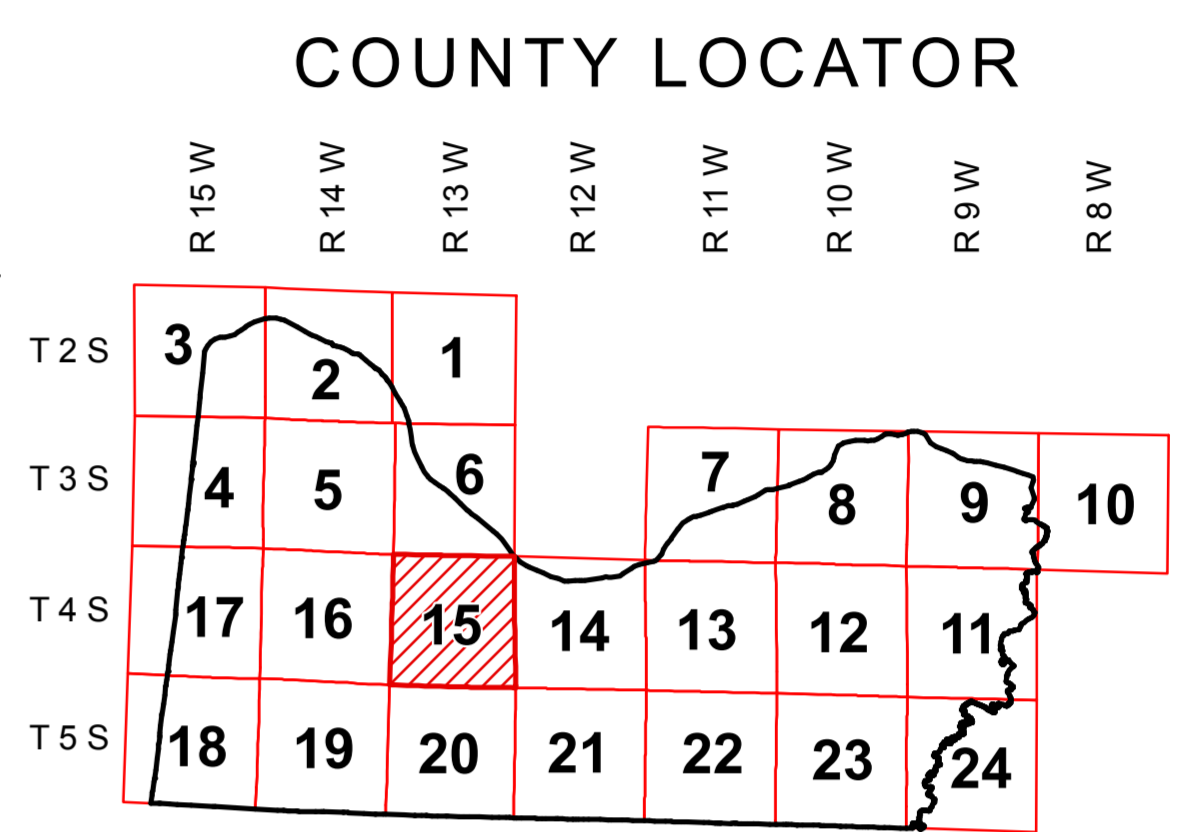 COUNTY LOCATOR
R 15 W R 14 W R 13 W R 12 W R 11 W R 10 W R 9 W R 8 W
T 2 S 3 2 1
T 3 S 4 5 6 7 8 9 10
T 4 S 17 16 15 14 13 12 11
T 5 S 18 19 20 21 22 23 24